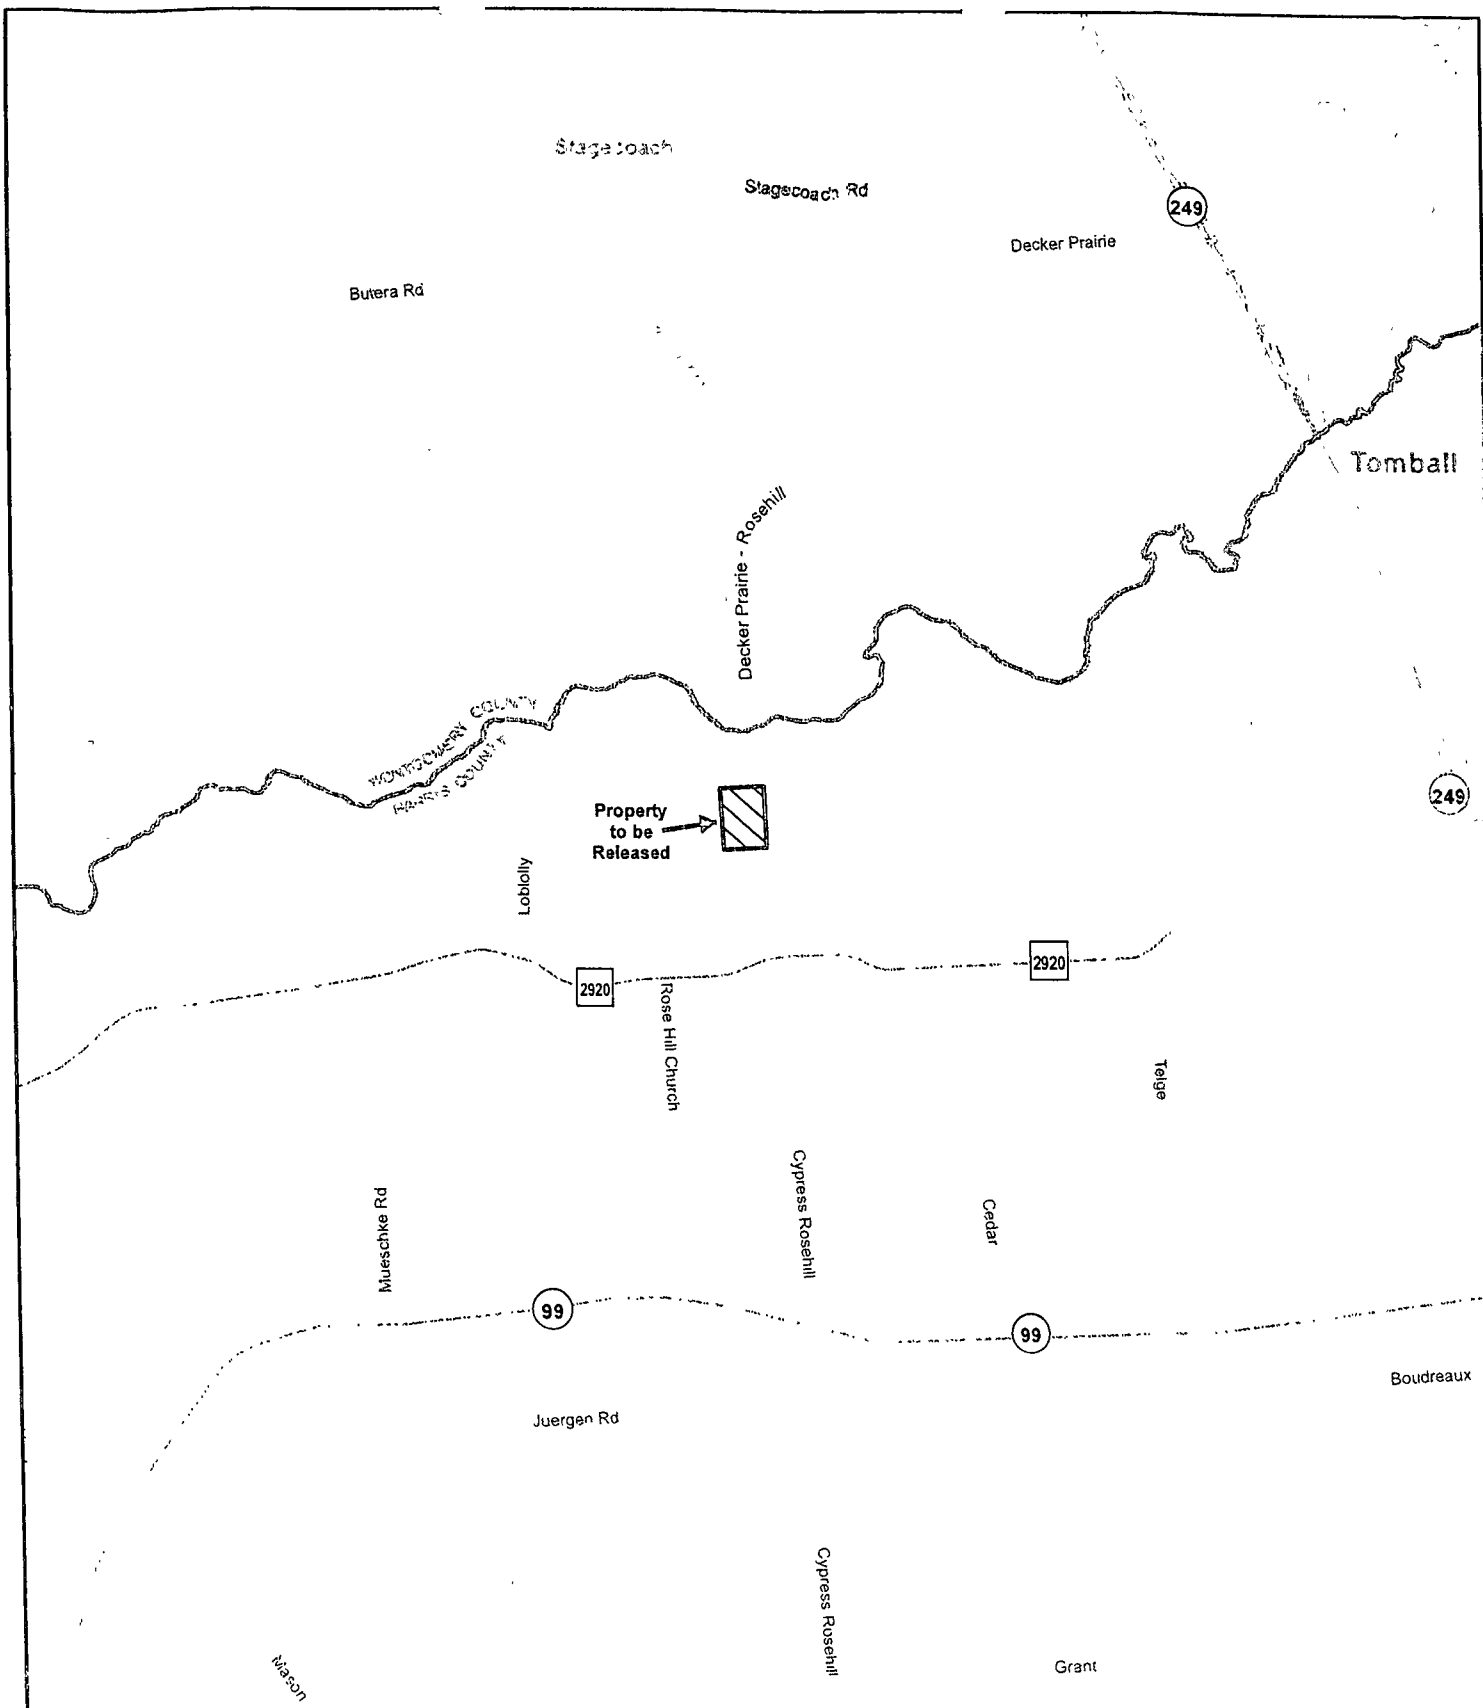 Stagecoach
Stagecoach Rd
249
Decker Prairie
Butera Rd
Tomball
Decker Prairie - Rosehill
MONTGOMERY COUNTY
HARRIS COUNTY
249
Property
to be
Released
Loblolly
2920
2920
Rose Hill Church
Telge
Mueschke Rd
Cypress Rosehill
Cedar
99
99
Boudreaux
Juergen Rd
Cypress Rosehill
Mason
Grant